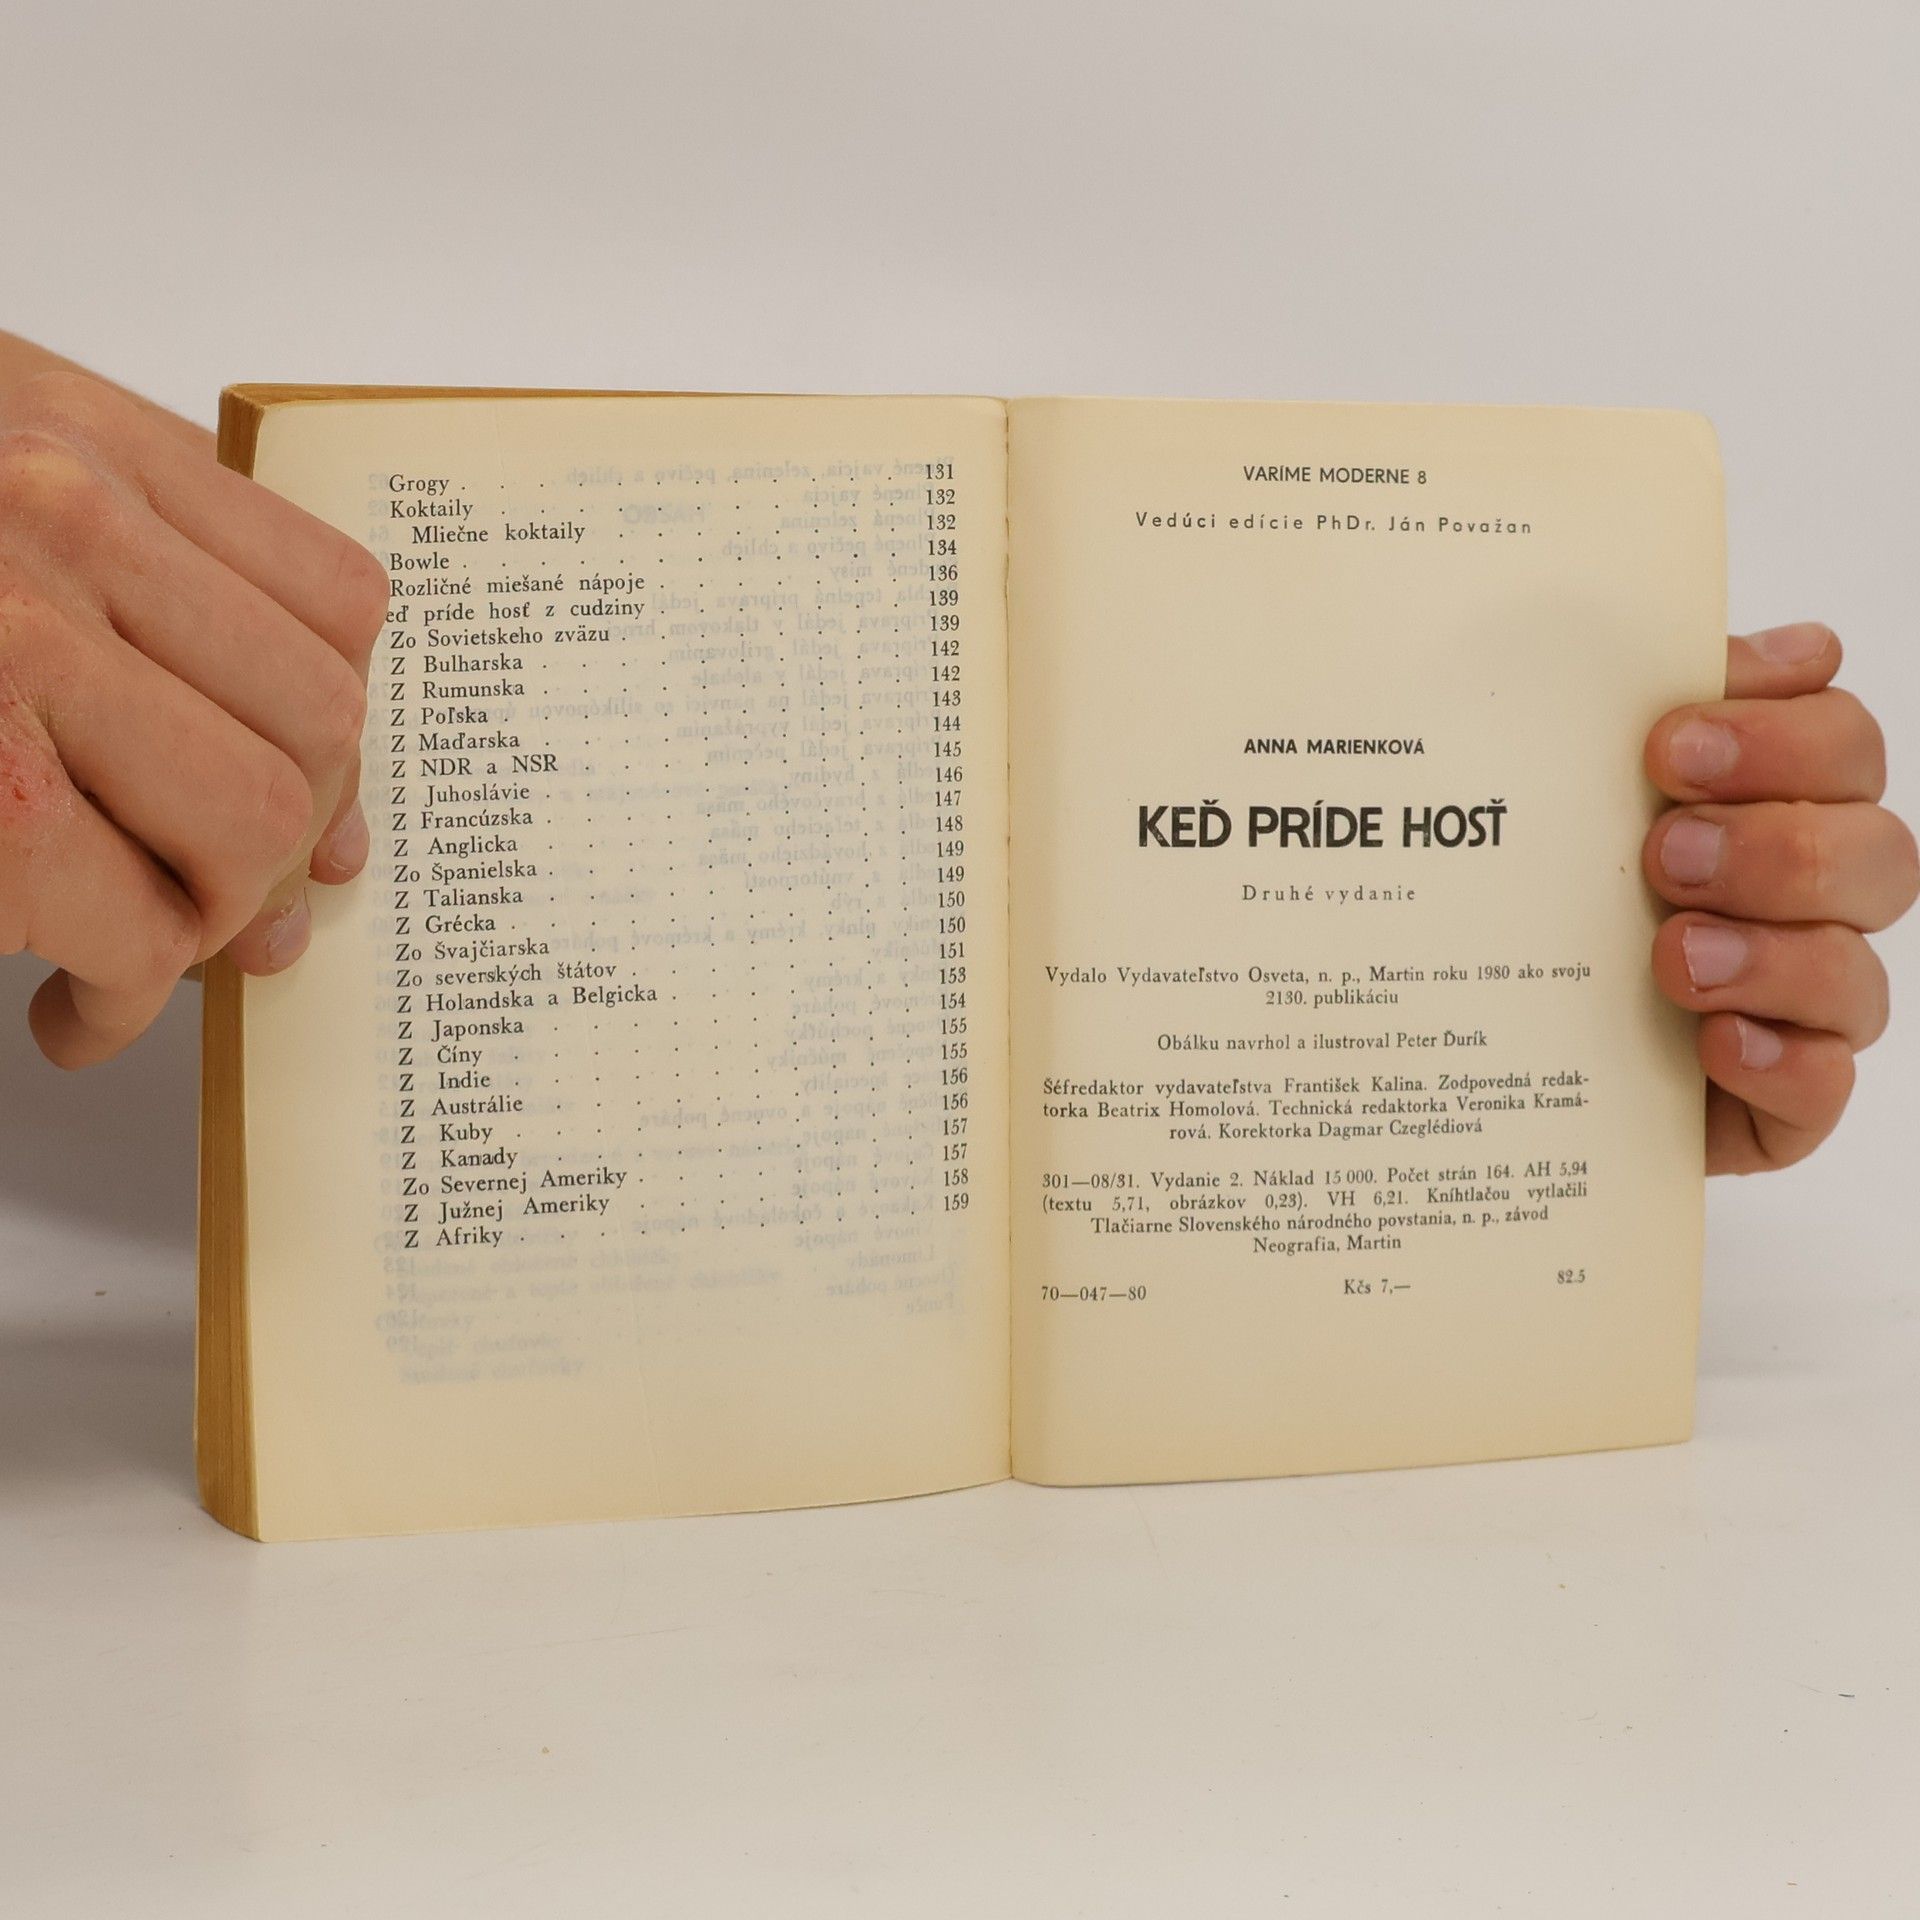 Grogy . . . . . . . . . 131
Koktaily . . . . . . . . . 132
Mliečne koktaily . . . . . . 132
Bowle . . . . . . . . . 134
Rozličné miešané nápoje . . . . . . 136
eď príde hosť z cudziny . . . . . . 139
Zo Sovietskeho zväzu . . . . . . 139
Z Bulharska . . . . . . . . 142
Z Rumunska . . . . . . . . 142
Z Poľska . . . . . . . . . 143
Z Maďarska . . . . . . . . 144
Z NDR a NSR . . . . . . . 145
Z Juhoslávie . . . . . . . . 146
Z Francúzska . . . . . . . . 147
Z Anglicka . . . . . . . . 148
Zo Španielska . . . . . . . . 149
Z Talianska . . . . . . . . 149
Z Grécka . . . . . . . . . 150
Zo Švajčiarska . . . . . . . 150
Zo severských štátov . . . . . . 151
Z Holandska a Belgicka . . . . . 153
Z Japonska . . . . . . . . 154
Z Číny . . . . . . . . . 155
Z Indie . . . . . . . . . 155
Z Austrálie . . . . . . . . 156
Z Kuby . . . . . . . . . 156
Z Kanady . . . . . . . . 157
Zo Severnej Ameriky . . . . . . 157
Z Južnej Ameriky . . . . . . 158
Z Afriky . . . . . . . . . 159
VARÍME MODERNE 8
Vedúci edície PhDr. Ján Považan
ANNA MARIENKOVÁ
KEĎ PRÍDE HOSŤ
Druhé vydanie
Vydalo Vydavateľstvo Osveta, n. p., Martin roku 1980 ako svoju
2130. publikáciu
Obálku navrhol a ilustroval Peter Ďurík
Šéfredaktor vydavateľstva František Kalina. Zodpovedná redak-
torka Beatrix Homolová. Technická redaktorka Veronika Kramá-
rová. Korektorka Dagmar Czeglédiová
301—08/31. Vydanie 2. Náklad 15 000. Počet strán 164. AH 5,94
(textu 5,71, obrázkov 0,23). VH 6,21. Kníhtlačou vytlačili
Tlačiarne Slovenského národného povstania, n. p., závod
Neografia, Martin
70—047—80 Kčs 7,— 82.5